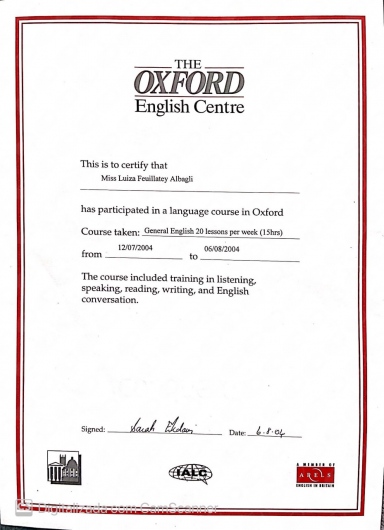 THE
OXFORD
English Centre
This is to certify that
Miss Luiza Feuillatey Albagli
has participated in a language course in Oxford
Course taken: General English 20 lessons per week (15hrs)
from 12/07/2004 to 06/08/2004
The course included training in listening,
speaking, reading, writing, and English
conversation.
Signed: Sarah Date: 6.8.04
IALC
A MEMBER OF
ARELS
ENGLISH IN BRITAIN
CamScanner